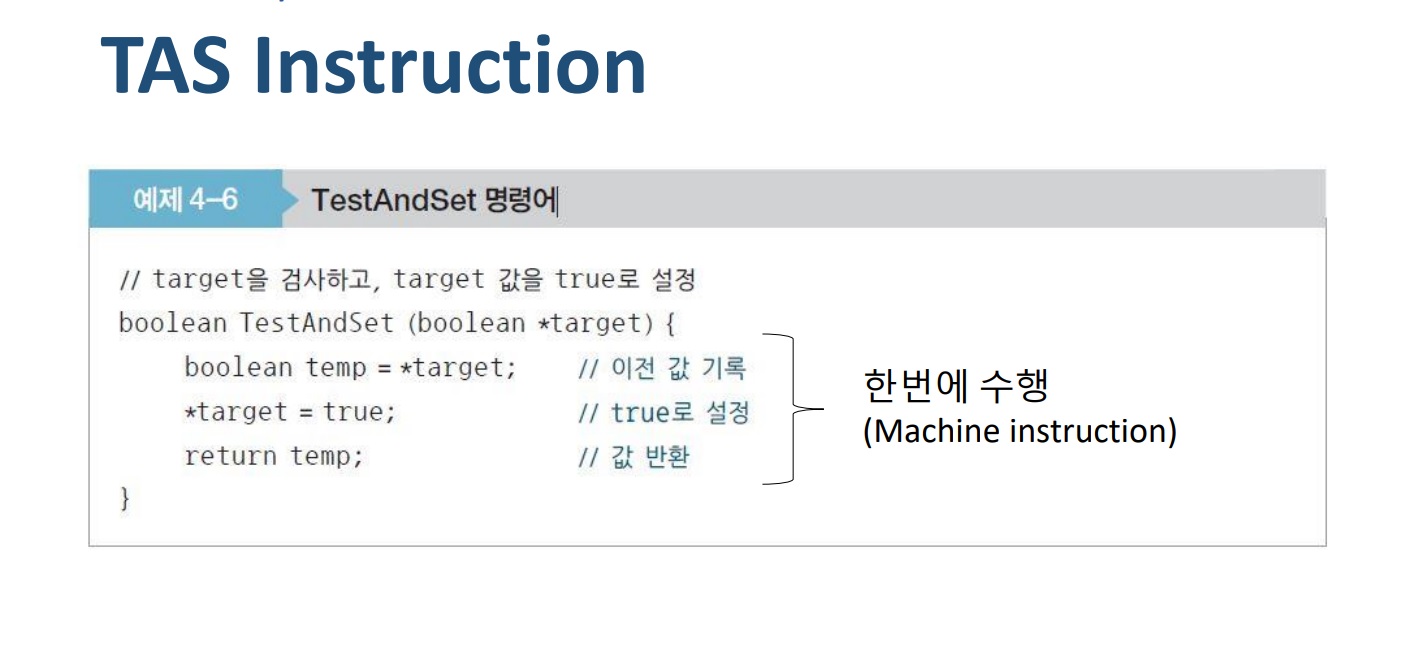 TAS Instruction
예제 4–6 TestAndSet 명령어
// target을 검사하고, target 값을 true로 설정
boolean TestAndSet (boolean *target) {
boolean temp = *target; // 이전 값 기록
*target = true; // true로 설정
return temp; // 값 반환
}
한번에 수행
(Machine instruction)